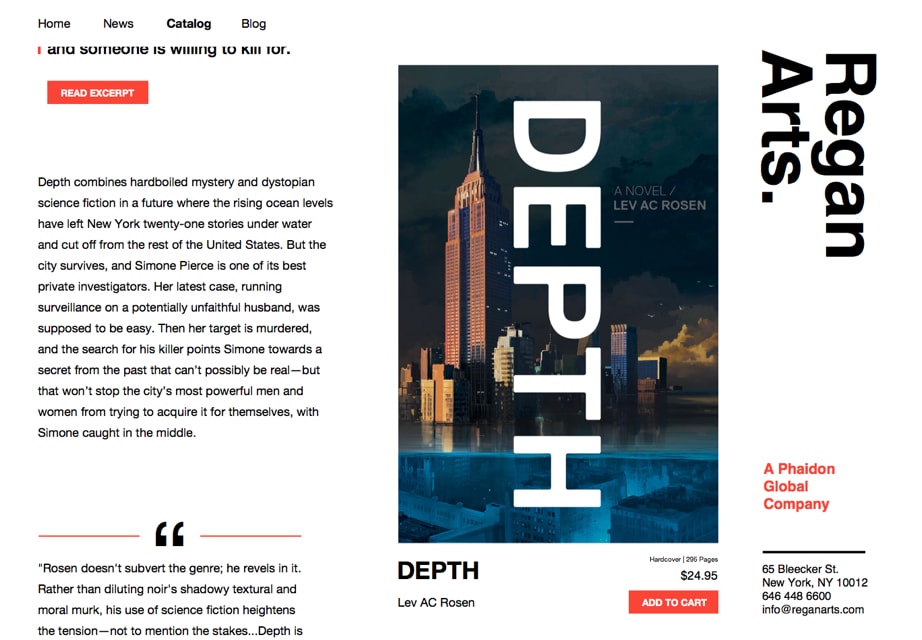 Home News Catalog Blog
and someone is willing to kill for.
READ EXCERPT
Depth combines hardboiled mystery and dystopian
science fiction in a future where the rising ocean levels
have left New York twenty-one stories under water
and cut off from the rest of the United States. But the
city survives, and Simone Pierce is one of its best
private investigators. Her latest case, running
surveillance on a potentially unfaithful husband, was
supposed to be easy. Then her target is murdered,
and the search for his killer points Simone towards a
secret from the past that can't possibly be real—but
that won't stop the city's most powerful men and
women from trying to acquire it for themselves, with
Simone caught in the middle.
“
"Rosen doesn't subvert the genre; he revels in it.
Rather than diluting noir's shadowy textural and
moral murk, his use of science fiction heightens
the tension—not to mention the stakes...Depth is
DEPTH
A NOVEL /
LEV AC ROSEN
DEPTH
Lev AC Rosen
Hardcover | 295 Pages
$24.95
ADD TO CART
Regan
Arts.
A Phaidon
Global
Company
65 Bleecker St.
New York, NY 10012
646 448 6600
info@reganarts.com